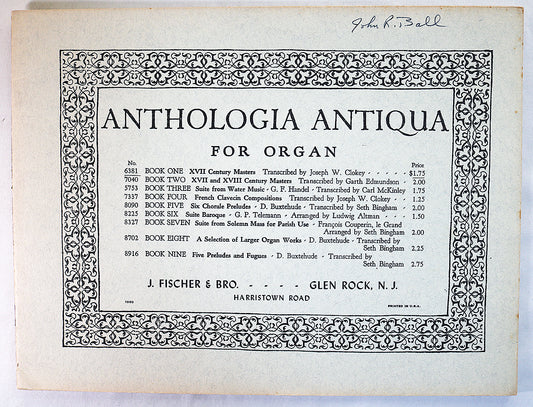 John R. Ball
ANTHOLOGIA ANTIQUA
FOR ORGAN
No. Price
6381 BOOK ONE XVII Century Masters Transcribed by Joseph W. Clokey - - - - - $1.75
7040 BOOK TWO XVII and XVIII Century Masters Transcribed by Garth Edmundson - - 2.00
5753 BOOK THREE Suite from Water Music - G. F. Handel - Transcribed by Carl McKinley 1.75
7337 BOOK FOUR French Clavecin Compositions Transcribed by Joseph W. Clokey - - - 1.25
8090 BOOK FIVE Six Chorale Preludes - D. Buxtehude - Transcribed by Seth Bingham 2.00
8225 BOOK SIX Suite Baroque - G. P. Telemann - Arranged by Ludwig Altman - - 1.50
8327 BOOK SEVEN Suite from Solemn Mass for Parish Use - François Couperin, le Grand
Arranged by Seth Bingham 2.00
8702 BOOK EIGHT A Selection of Larger Organ Works - D. Buxtehude - Transcribed by
Seth Bingham 2.25
8916 BOOK NINE Five Preludes and Fugues - D. Buxtehude - Transcribed by
Seth Bingham 2.75
J. FISCHER & BRO. - - - - GLEN ROCK, N. J.
HARRISTOWN ROAD
PRINTED IN U.S.A.